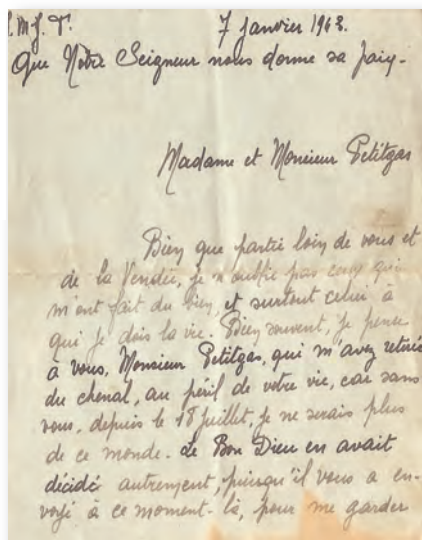 J.M.J.T. 7 janvier 1943.
Que Notre Seigneur nous donne sa paix -
Madame et Monsieur Petitgas
Bien que partie loin de vous et
de la Vendée, je n'oublie pas ceux qui
m'ont fait du bien, et surtout celui à
qui je dois la vie. Bien souvent, je pense
à vous, Monsieur Petitgas, qui m'avez retirée
du chenal, au péril de votre vie, car sans
vous, depuis le 18 juillet, je ne serais plus
de ce monde. Le Bon Dieu en avait
décidé autrement, puisqu'il vous a en-
voyé à ce moment-là, pour me garder